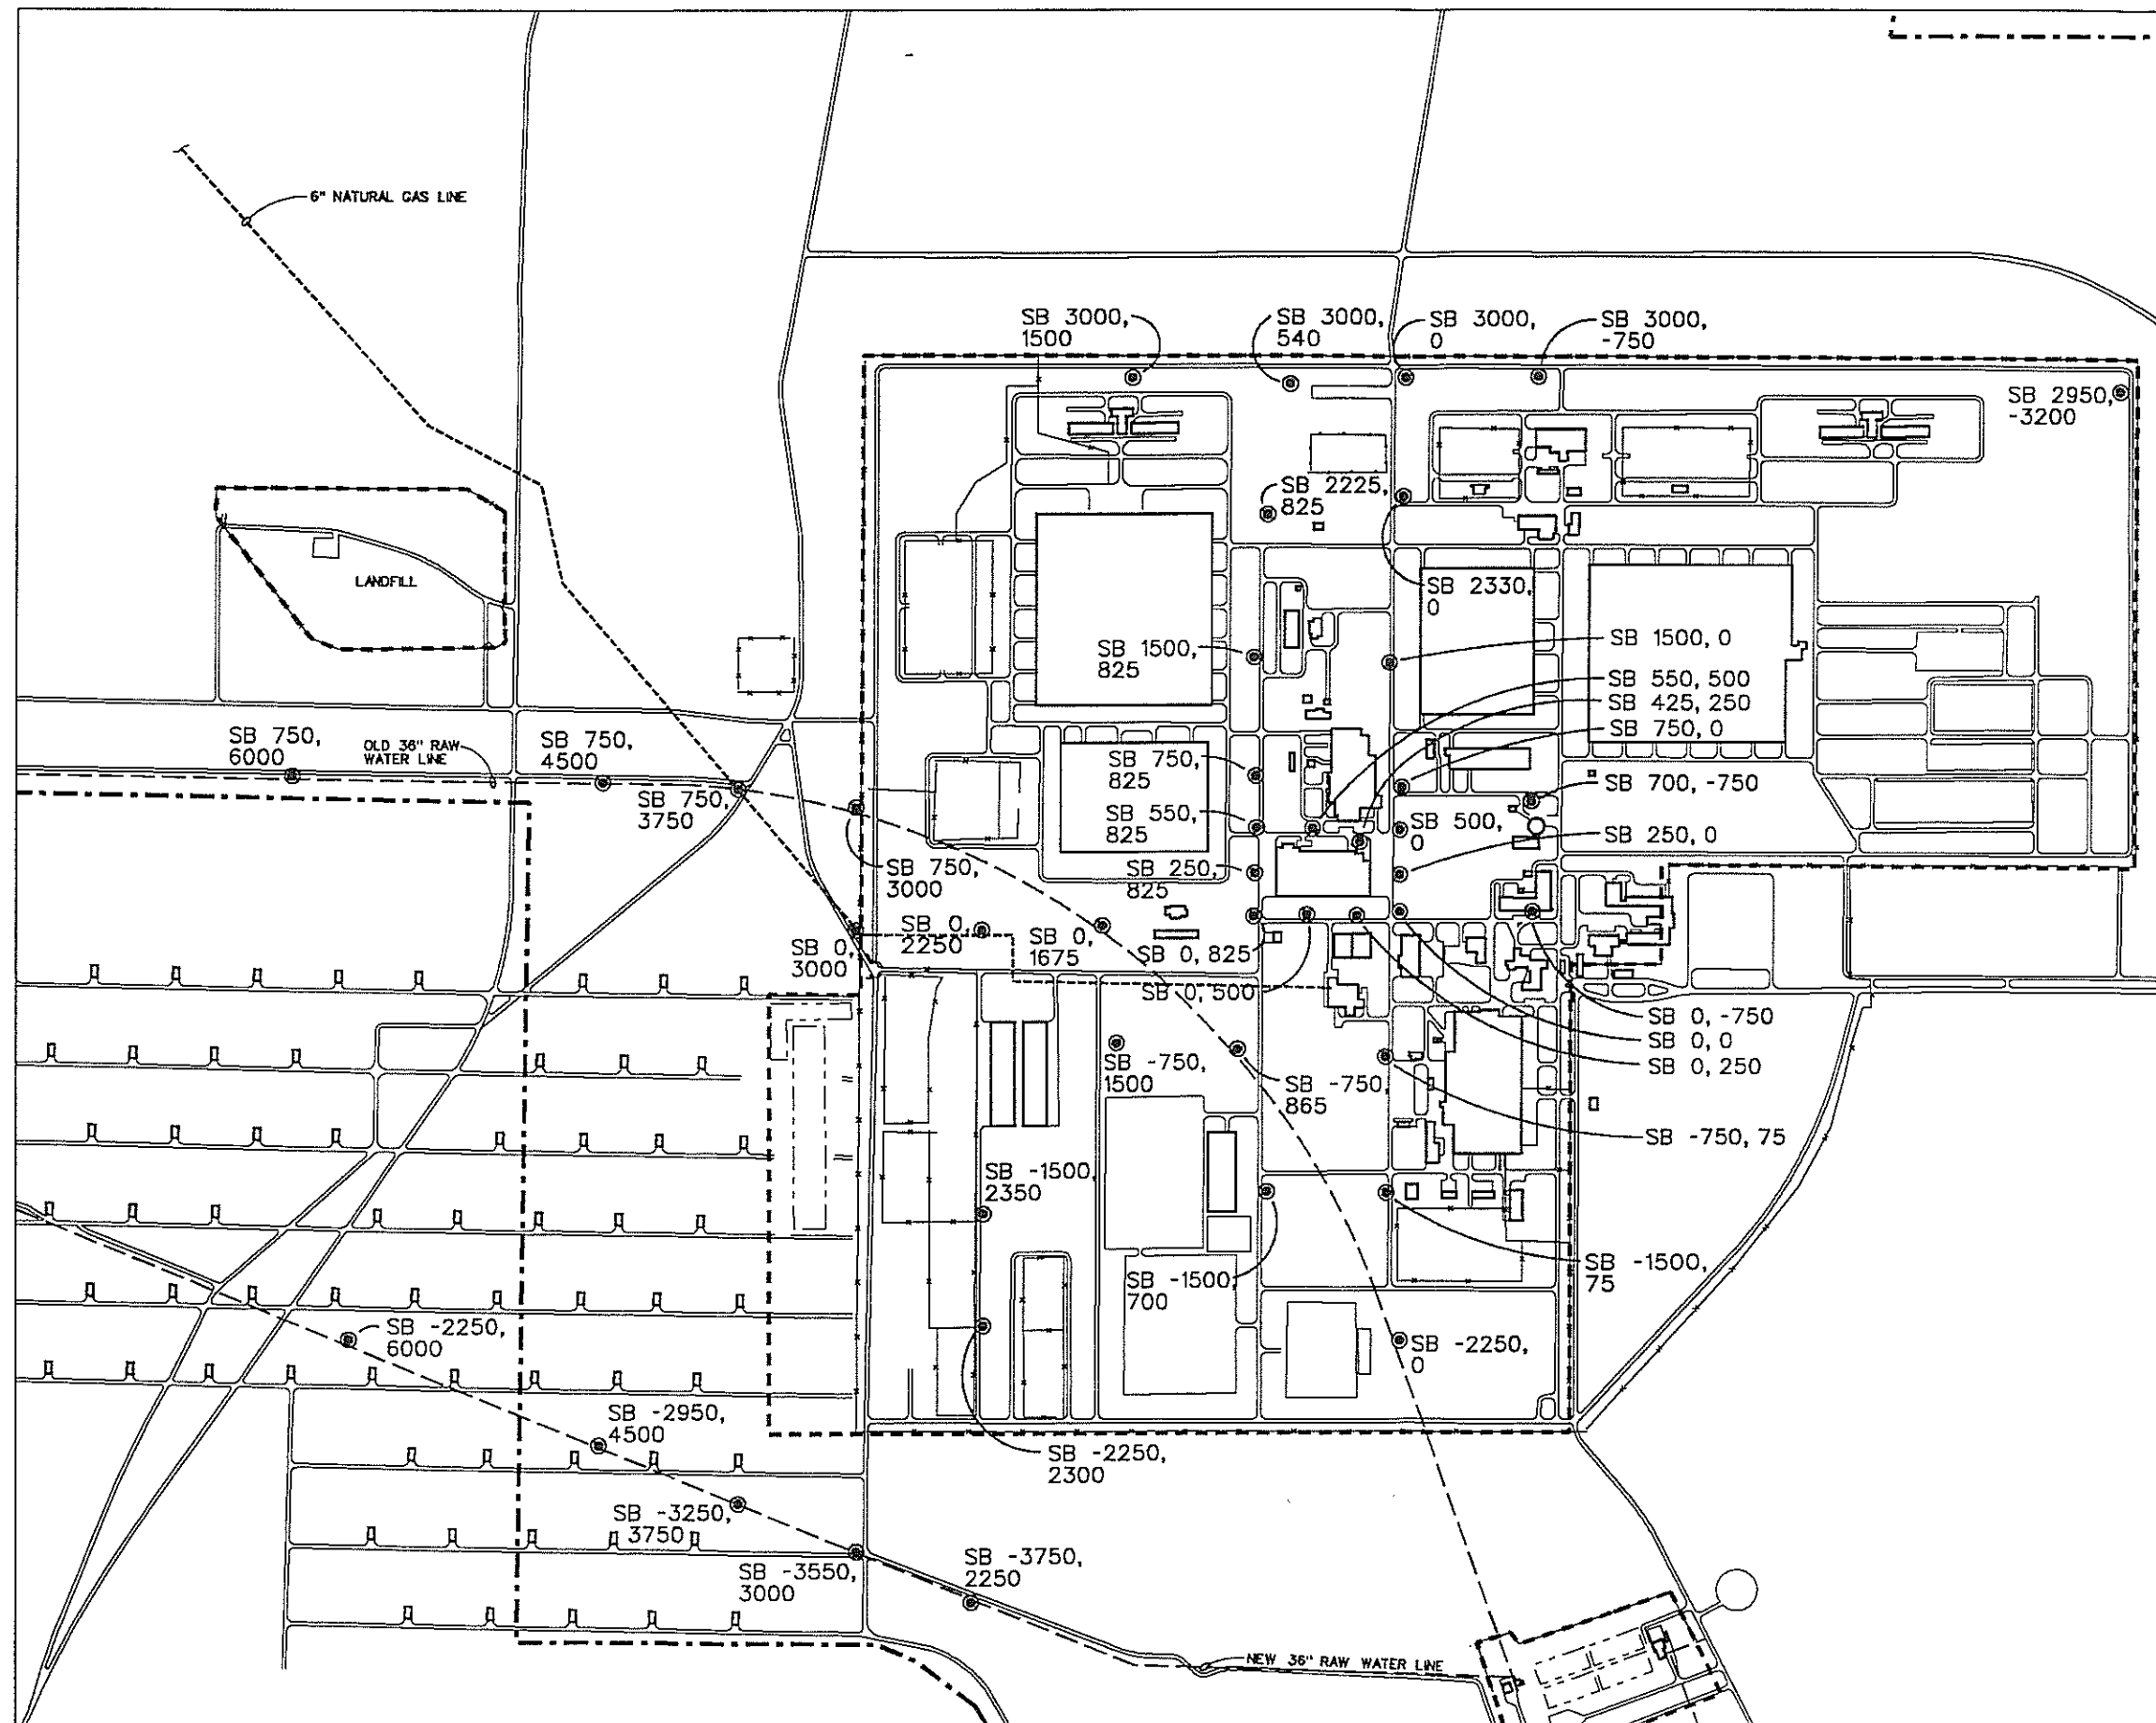 6" NATURAL GAS LINE
SB 3000,
1500
SB 3000,
540
SB 3000,
0
SB 3000,
-750
SB 2950,
-3200
SB 2225,
825
LANDFILL
SB 2330,
0
SB 1500,
825
SB 1500, 0
SB 550, 500
SB 425, 250
SB 750, 0
SB 750,
6000
OLD 36" RAW
WATER LINE
SB 750,
4500
SB 750,
3750
SB 750,
825
SB 700, -750
SB 550,
825
SB 500,
0
SB 250, 0
SB 750,
3000
SB 250,
825
SB 0,
3000
SB 0,
2250
SB 0,
1675
SB 0, 825
SB 0, 500
SB 0, -750
SB 0, 0
SB 0, 250
SB -750,
1500
SB -750,
865
SB -750, 75
SB -1500,
2350
SB -1500,
700
SB -1500,
75
SB -2250,
6000
SB -2250,
0
SB -2950,
4500
SB -2250,
2300
SB -3250,
3750
SB -3550,
3000
SB -3750,
2250
NEW 36" RAW WATER LINE